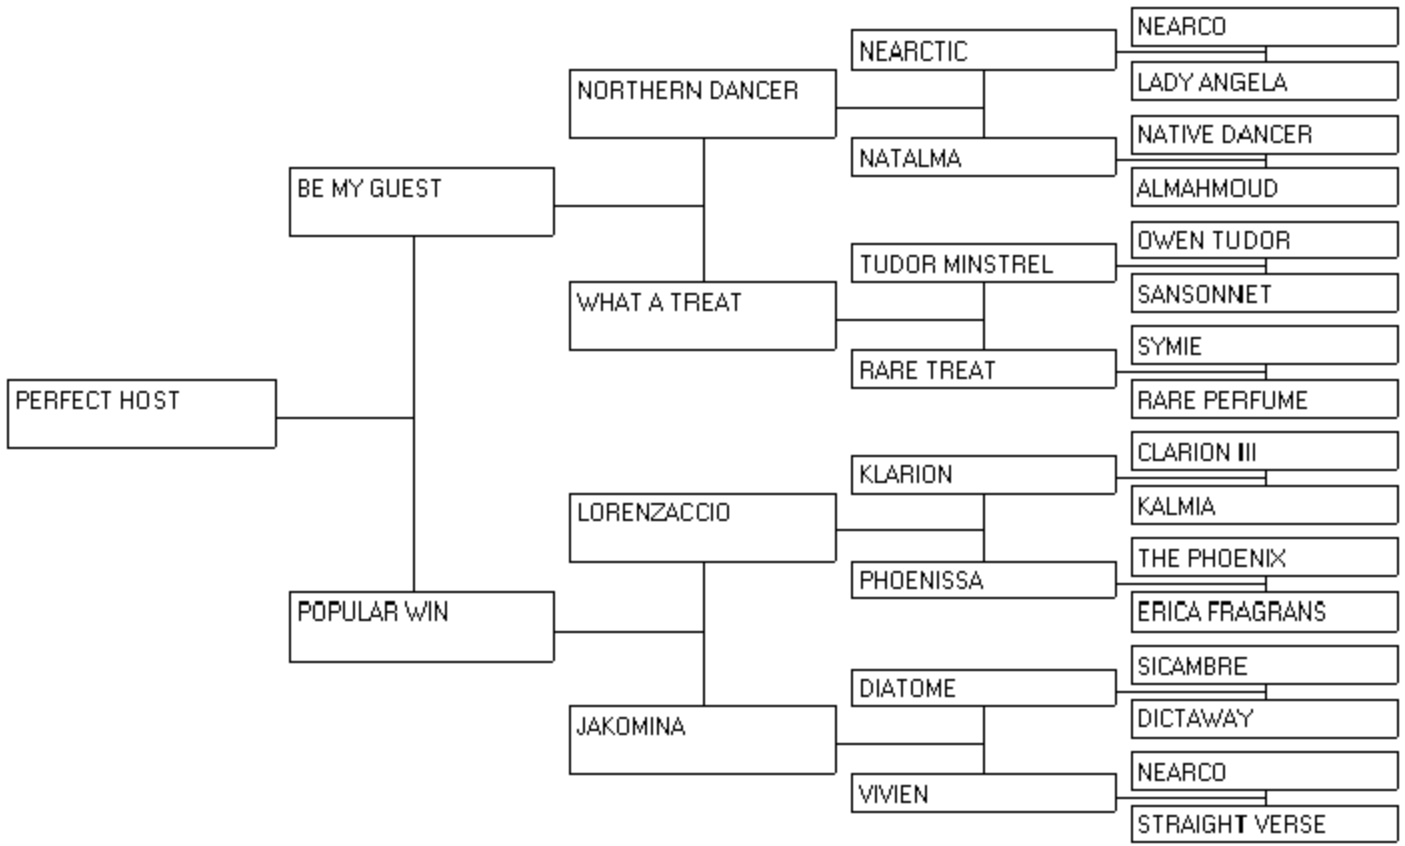 NEARCO
NEARCTIC
LADY ANGELA
NORTHERN DANCER
NATIVE DANCER
NATALMA
ALMAHMOUD
BE MY GUEST
OWEN TUDOR
TUDOR MINSTREL
SANSONNET
WHAT A TREAT
SYMIE
RARE TREAT
RARE PERFUME
PERFECT HOST
CLARION III
KLARION
KALMIA
LORENZACCIO
THE PHOENIX
PHOENISSA
ERICA FRAGRANS
POPULAR WIN
SICAMBRE
DIATOME
DICTAWAY
JAKOMINA
NEARCO
VIVIEN
STRAIGHT VERSE